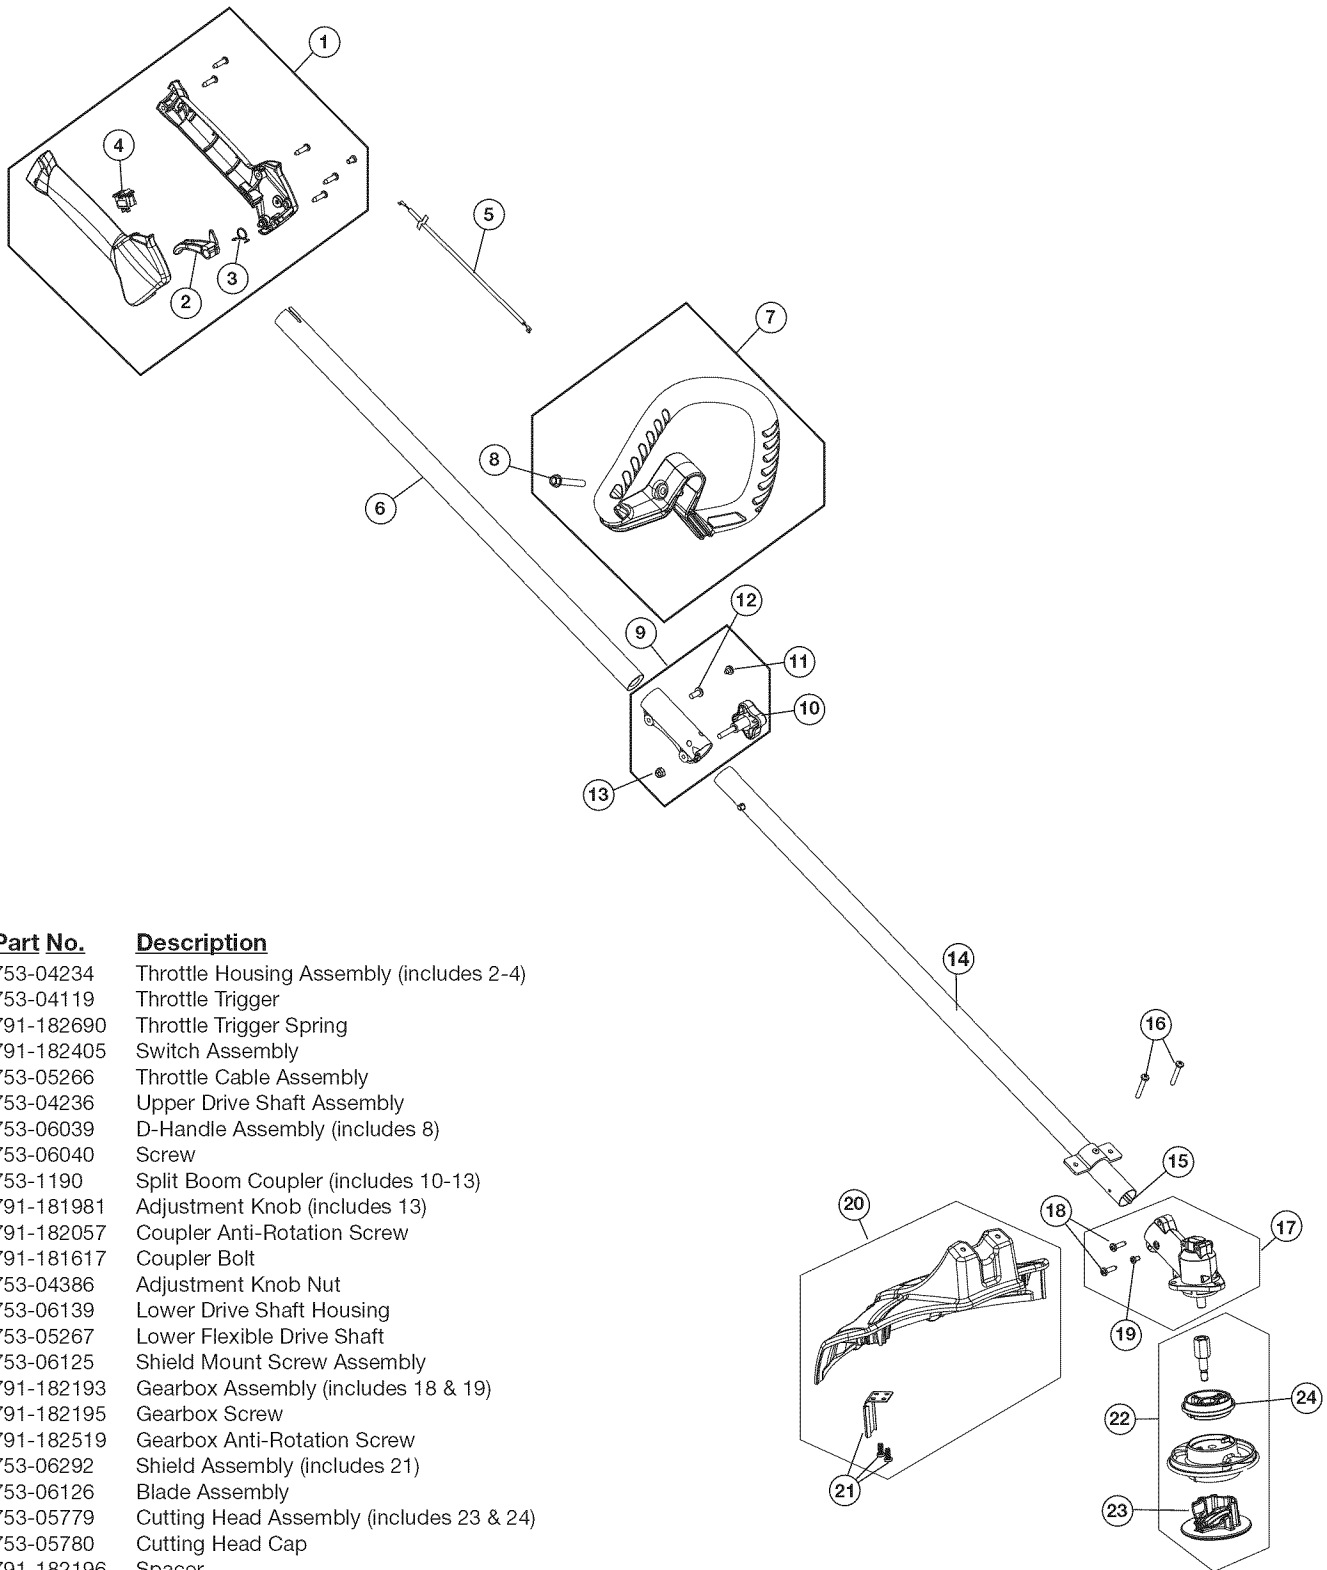 1
4
5
3
2
7
8
6
12
9
11
10
13
14
16
15
20
18
17
19
24
22
21
23
Part No. Description
753-04234 Throttle Housing Assembly (includes 2-4)
753-04119 Throttle Trigger
791-182690 Throttle Trigger Spring
791-182405 Switch Assembly
753-05266 Throttle Cable Assembly
753-04236 Upper Drive Shaft Assembly
753-06039 D-Handle Assembly (includes 8)
753-06040 Screw
753-1190 Split Boom Coupler (includes 10-13)
791-181981 Adjustment Knob (includes 13)
791-182057 Coupler Anti-Rotation Screw
791-181617 Coupler Bolt
753-04386 Adjustment Knob Nut
753-06139 Lower Drive Shaft Housing
753-05267 Lower Flexible Drive Shaft
753-06125 Shield Mount Screw Assembly
791-182193 Gearbox Assembly (includes 18 & 19)
791-182195 Gearbox Screw
791-182519 Gearbox Anti-Rotation Screw
753-06292 Shield Assembly (includes 21)
753-06126 Blade Assembly
753-05779 Cutting Head Assembly (includes 23 & 24)
753-05780 Cutting Head Cap
791-182196 Spacer